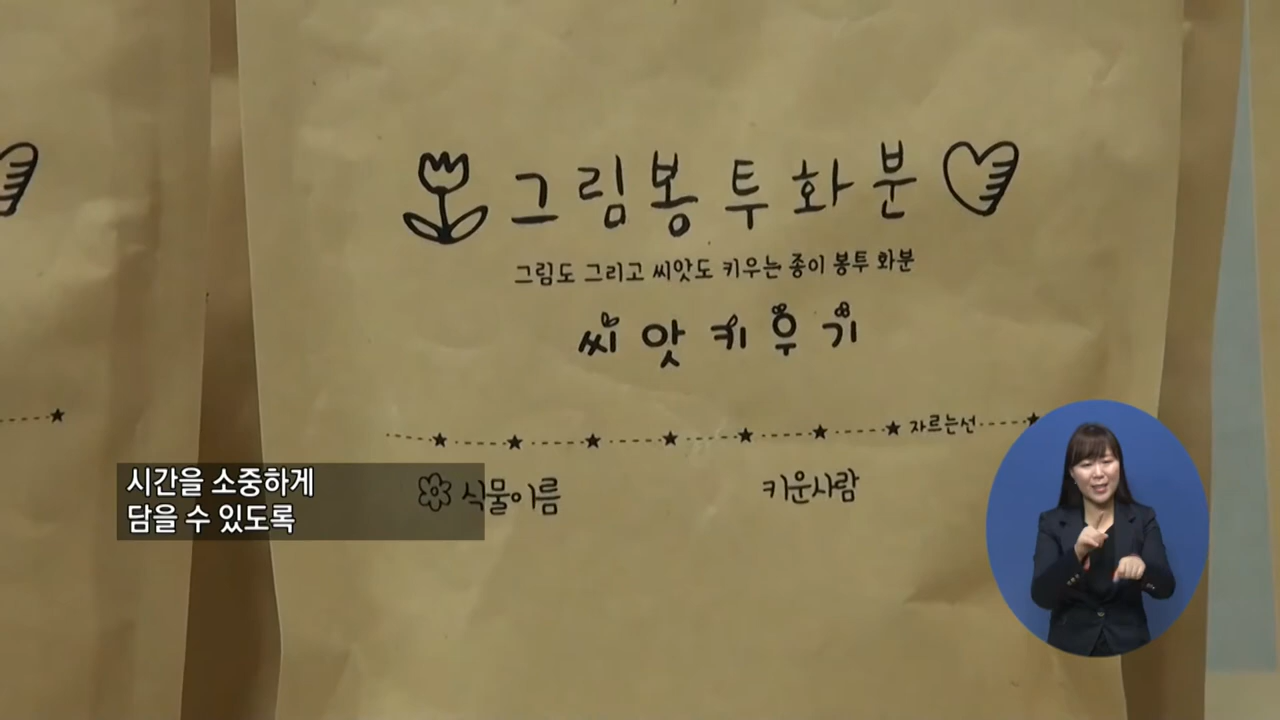 그림봉투화분
그림도 그리고 씨앗도 키우는 종이 봉투 화분
씨앗키우기
자르는선
식물이름 키운사람
시간을 소중하게
담을 수 있도록